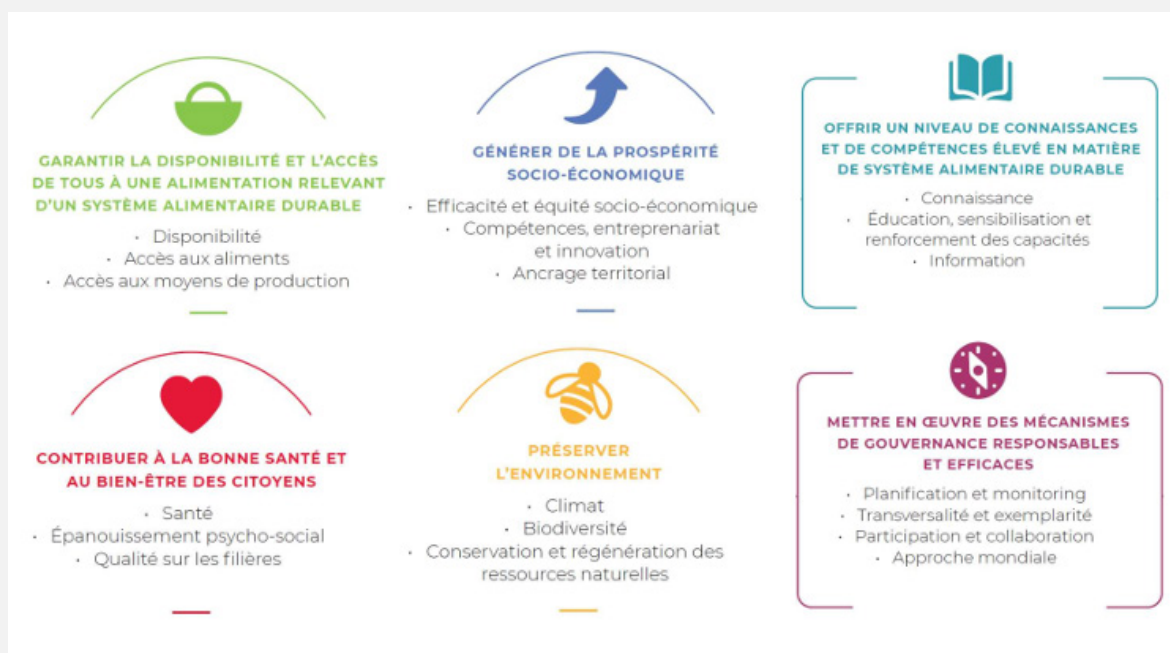 GARANTIR LA DISPONIBILITÉ ET L'ACCÈS
DE TOUS À UNE ALIMENTATION RELEVANT
D'UN SYSTÈME ALIMENTAIRE DURABLE
· Disponibilité
· Accès aux aliments
· Accès aux moyens de production
GÉNÉRER DE LA PROSPÉRITÉ
SOCIO-ÉCONOMIQUE
· Efficacité et équité socio-économique
· Compétences, entreprenariat
et innovation
· Ancrage territorial
OFFRIR UN NIVEAU DE CONNAISSANCES
ET DE COMPÉTENCES ÉLEVÉ EN MATIÈRE
DE SYSTÈME ALIMENTAIRE DURABLE
· Connaissance
· Éducation, sensibilisation et
renforcement des capacités
· Information
CONTRIBUER À LA BONNE SANTÉ ET
AU BIEN-ÊTRE DES CITOYENS
· Santé
· Épanouissement psycho-social
· Qualité sur les filières
PRÉSERVER
L'ENVIRONNEMENT
· Climat
· Biodiversité
· Conservation et régénération des
ressources naturelles
METTRE EN ŒUVRE DES MÉCANISMES
DE GOUVERNANCE RESPONSABLES
ET EFFICACES
· Planification et monitoring
· Transversalité et exemplarité
· Participation et collaboration
· Approche mondiale